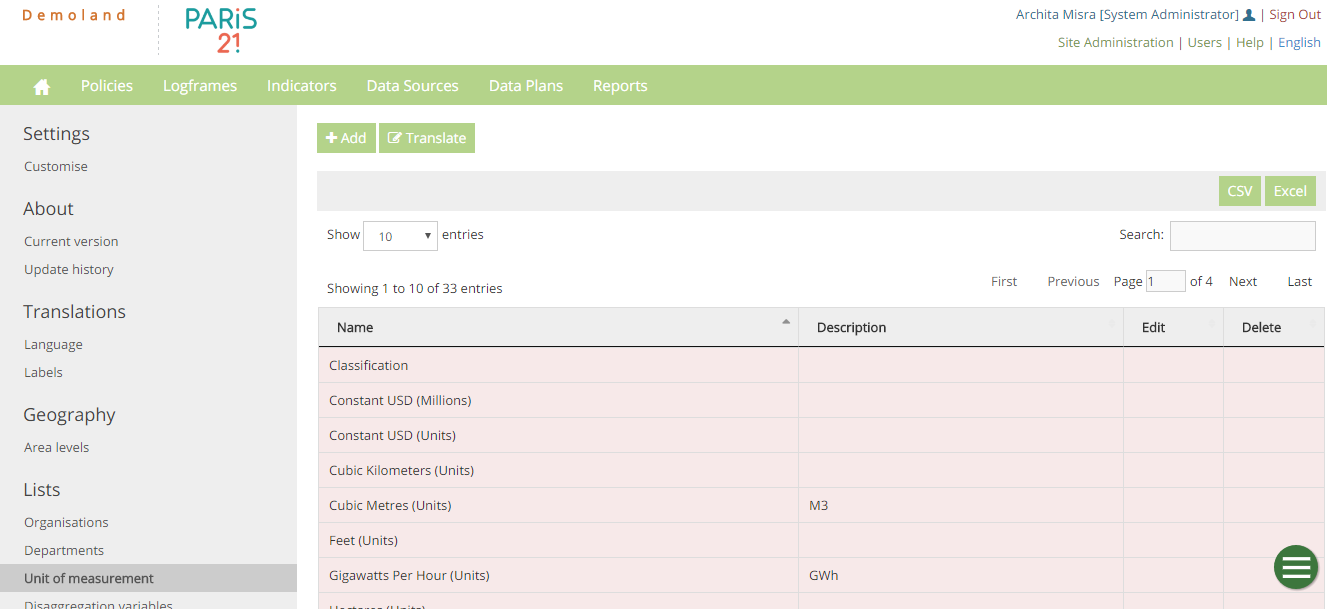 Demoland
PARiS
21
Archita Misra [System Administrator] | Sign Out
Site Administration | Users | Help | English
Policies Logframes Indicators Data Sources Data Plans Reports
Settings
Customise
About
Current version
Update history
Translations
Language
Labels
Geography
Area levels
Lists
Organisations
Departments
Unit of measurement
Disaggregation variables
Add Translate
CSV Excel
Show 10 entries Search:
Showing 1 to 10 of 33 entries First Previous Page 1 of 4 Next Last
Name Description Edit Delete
Classification
Constant USD (Millions)
Constant USD (Units)
Cubic Kilometers (Units)
Cubic Metres (Units) M3
Feet (Units)
Gigawatts Per Hour (Units) GWh
Hectares (Units)